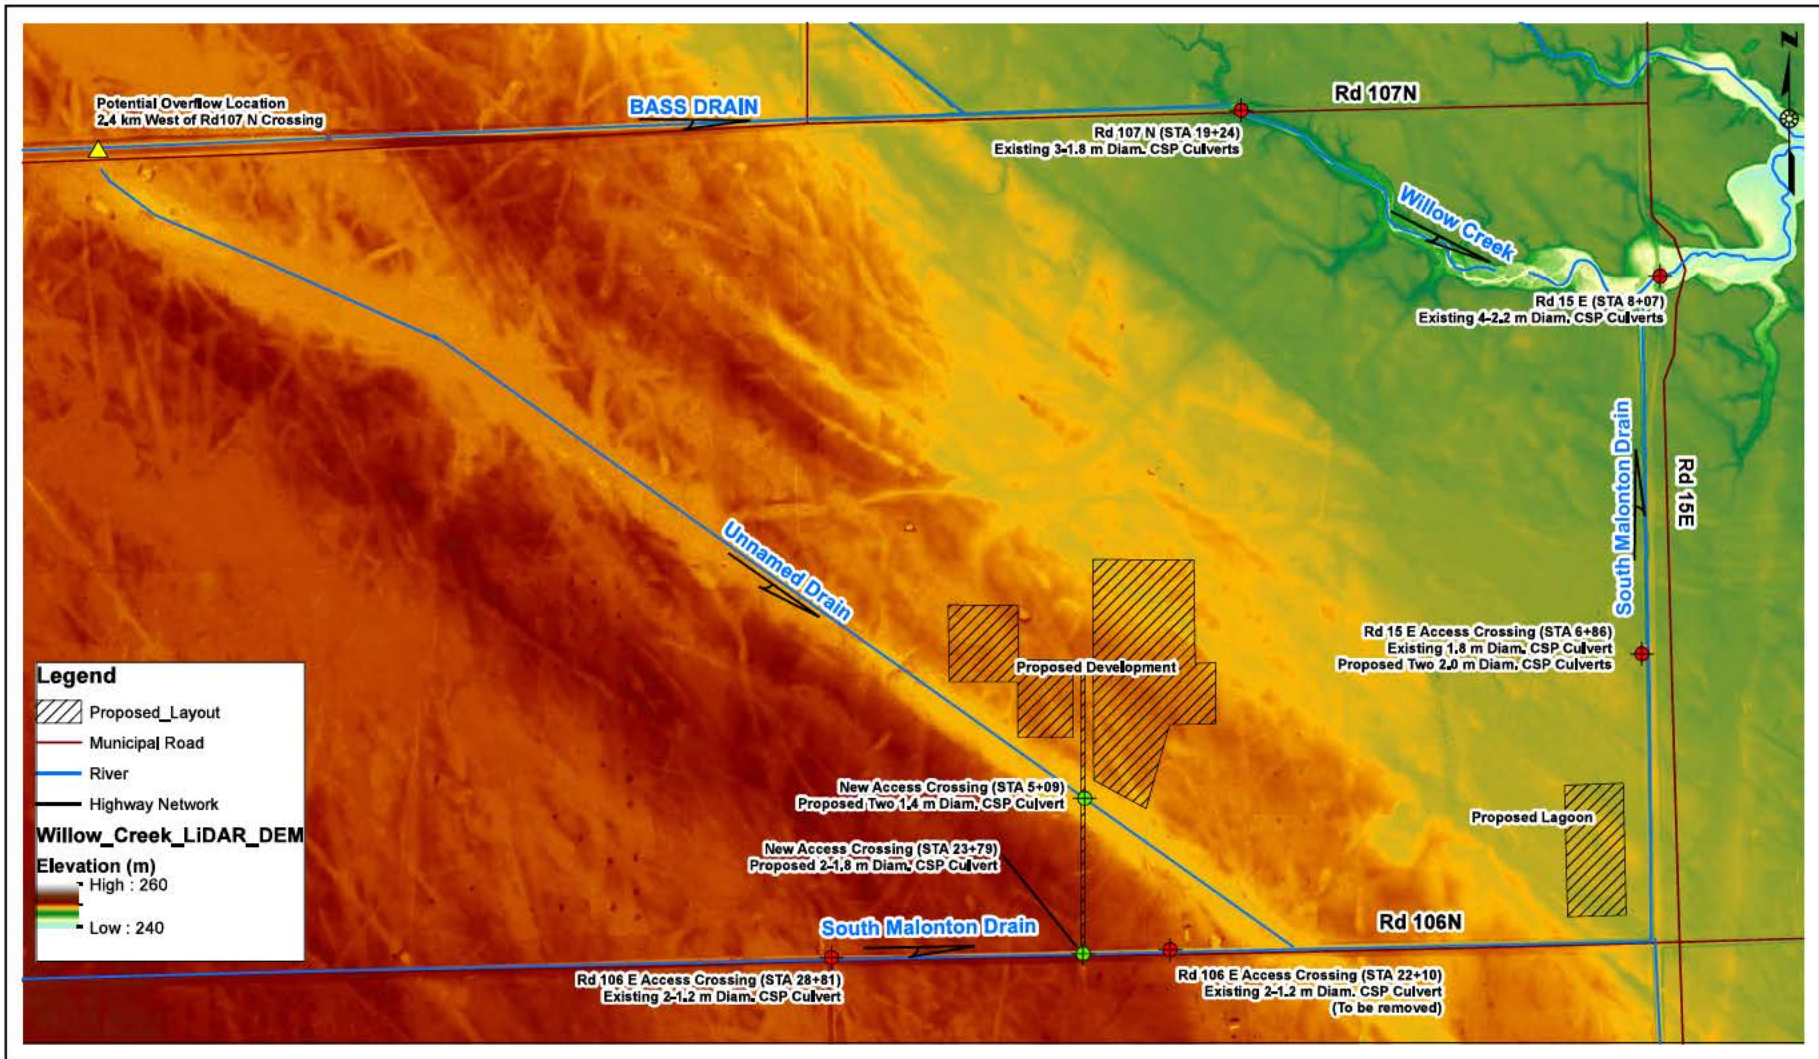 Potential Overflow Location
2.4 km West of Rd107 N Crossing
BASS DRAIN
Rd 107N
N
Rd 107 N (STA 19+24)
Existing 3-1.8 m Diam. CSP Culverts
Willow Creek
Rd 15 E (STA 8+07)
Existing 4-2.2 m Diam. CSP Culverts
South Malonton Drain
Rd 15E
Unnamed Drain
Rd 15 E Access Crossing (STA 6+86)
Existing 1.8 m Diam. CSP Culvert
Proposed Two 2.0 m Diam. CSP Culverts
Proposed Development
New Access Crossing (STA 5+09)
Proposed Two 1.4 m Diam. CSP Culvert
Proposed Lagoon
New Access Crossing (STA 23+79)
Proposed 2-1.8 m Diam. CSP Culvert
South Malonton Drain
Rd 106N
Rd 106 E Access Crossing (STA 28+81)
Existing 2-1.2 m Diam. CSP Culvert
Rd 106 E Access Crossing (STA 22+10)
Existing 2-1.2 m Diam. CSP Culvert
(To be removed)
Legend
Proposed_Layout
Municipal Road
River
Highway Network
Willow_Creek_LiDAR_DEM
Elevation (m)
High : 260
Low : 240